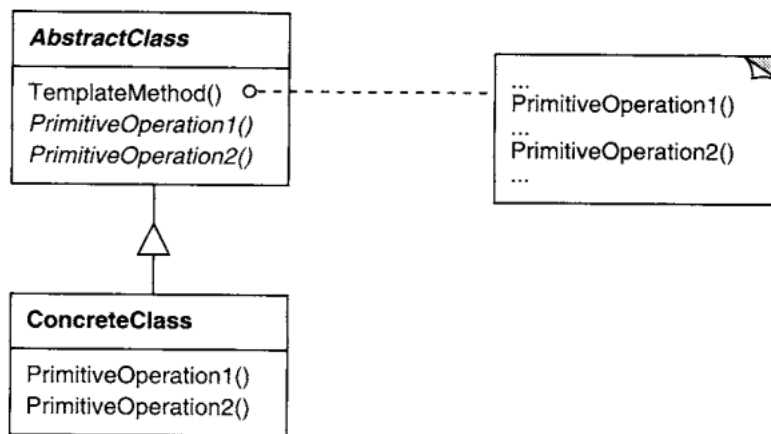 AbstractClass
TemplateMethod()
PrimitiveOperation1()
PrimitiveOperation2()
...
PrimitiveOperation1()
...
PrimitiveOperation2()
...
ConcreteClass
PrimitiveOperation1()
PrimitiveOperation2()